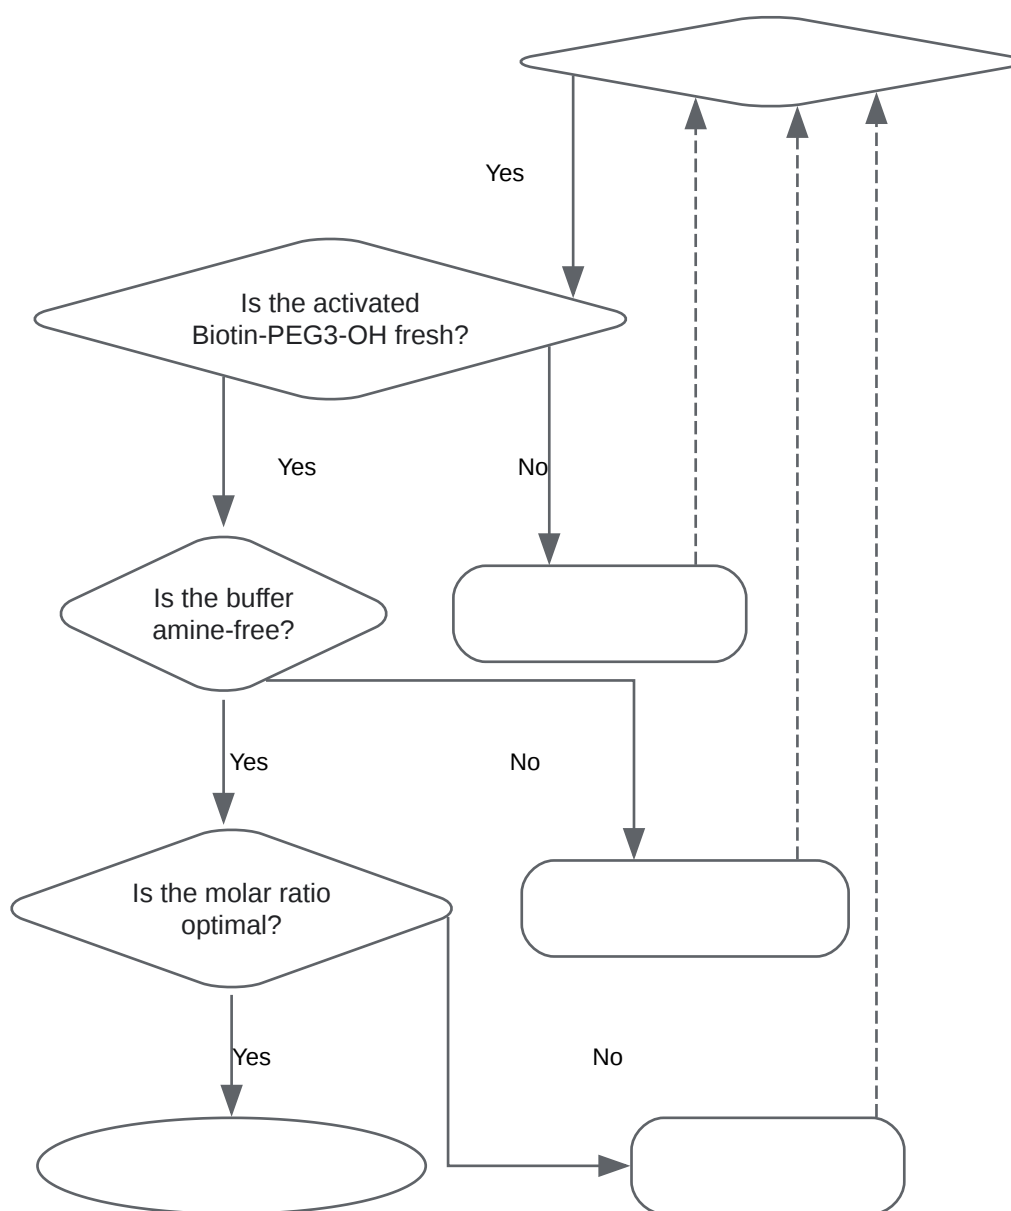 Yes
Is the activated
Biotin-PEG3-OH fresh?
Yes
No
Is the buffer
amine-free?
Yes
No
Is the molar ratio
optimal?
Yes
No